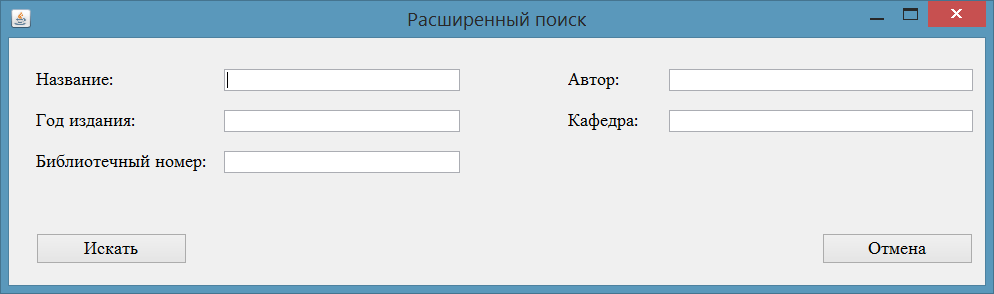 Расширенный поиск
Название:
Автор:
Год издания:
Кафедра:
Библиотечный номер:
Искать
Отмена